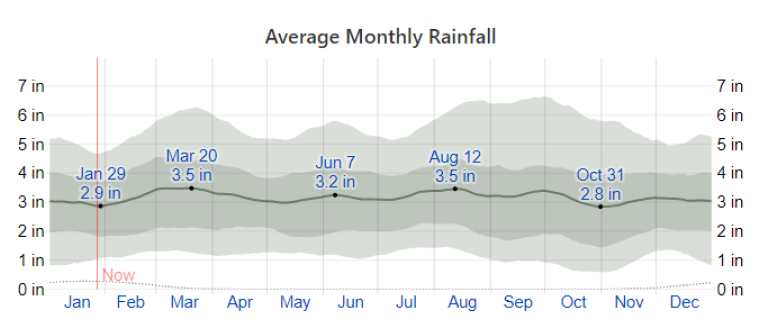 Average Monthly Rainfall
7 in 7 in
6 in 6 in
5 in 5 in
4 in 4 in
3 in 3 in
2 in 2 in
1 in 1 in
0 in 0 in
Jan 29
2.9 in
Mar 20
3.5 in
Jun 7
3.2 in
Aug 12
3.5 in
Oct 31
2.8 in
Now
Jan Feb Mar Apr May Jun Jul Aug Sep Oct Nov Dec